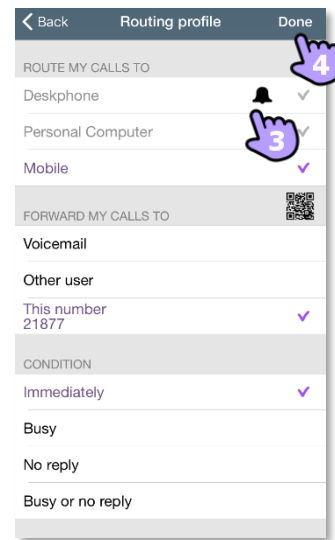 Back Routing profile Done
4
ROUTE MY CALLS TO
Deskphone
3
Personal Computer
Mobile
FORWARD MY CALLS TO
Voicemail
Other user
This number
21877
CONDITION
Immediately
Busy
No reply
Busy or no reply